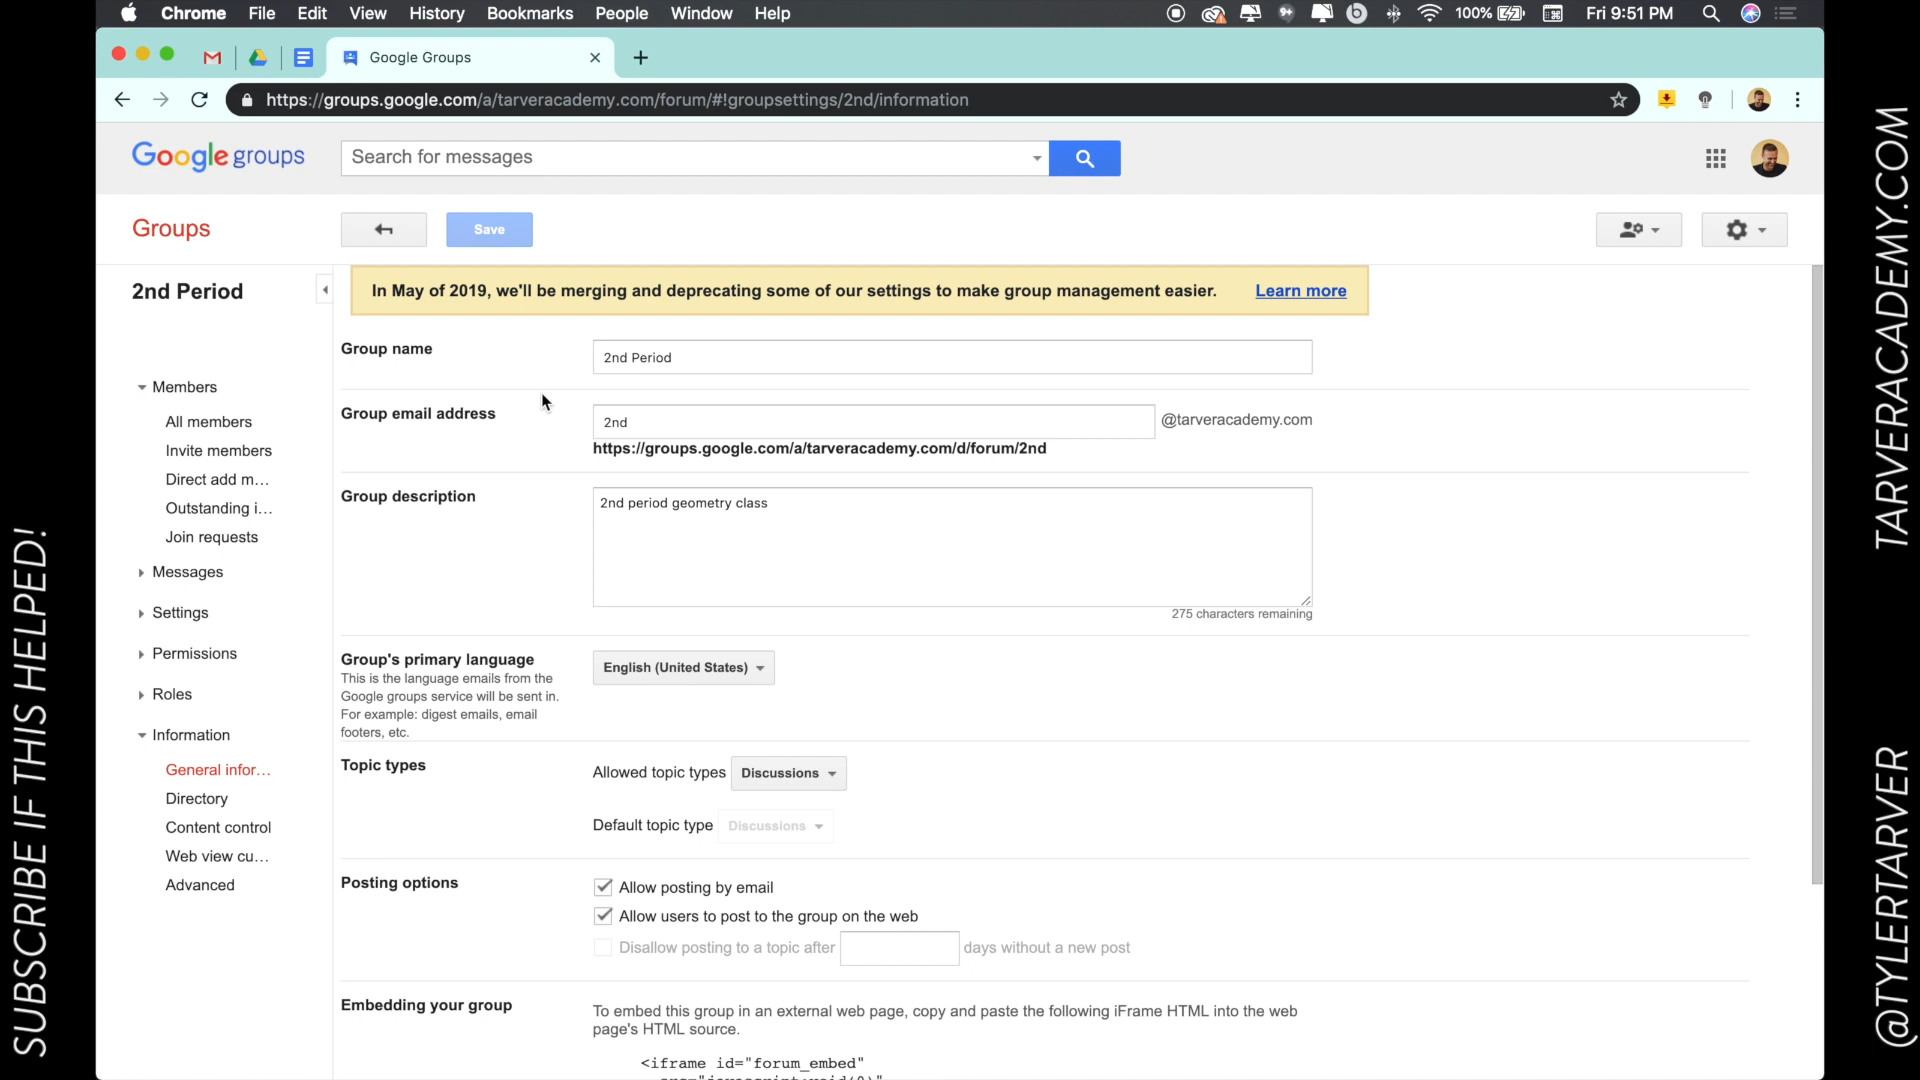 Chrome File Edit View History Bookmarks People Window Help 100% Fri 9:51 PM
Google Groups
https://groups.google.com/a/tarveracademy.com/forum/#!groupsettings/2nd/information
Google groups
Search for messages
Groups
Save
2nd Period
In May of 2019, we'll be merging and deprecating some of our settings to make group management easier. Learn more
Group name
2nd Period
Members
All members
Invite members
Direct add m...
Outstanding i...
Join requests
Messages
Settings
Permissions
Roles
Information
General infor...
Directory
Content control
Web view cu...
Advanced
Group email address
2nd
@tarveracademy.com
https://groups.google.com/a/tarveracademy.com/d/forum/2nd
Group description
2nd period geometry class
275 characters remaining
Group's primary language
This is the language emails from the
Google groups service will be sent in.
For example: digest emails, email
footers, etc.
English (United States)
Topic types
Allowed topic types Discussions
Default topic type Discussions
Posting options
Allow posting by email
Allow users to post to the group on the web
Disallow posting to a topic after days without a new post
Embedding your group
To embed this group in an external web page, copy and paste the following iFrame HTML into the web
page's HTML source.
<iframe id="forum_embed"
SUBSCRIBE IF THIS HELPED!
TARVERACADEMY.COM
@TYLERTARVER